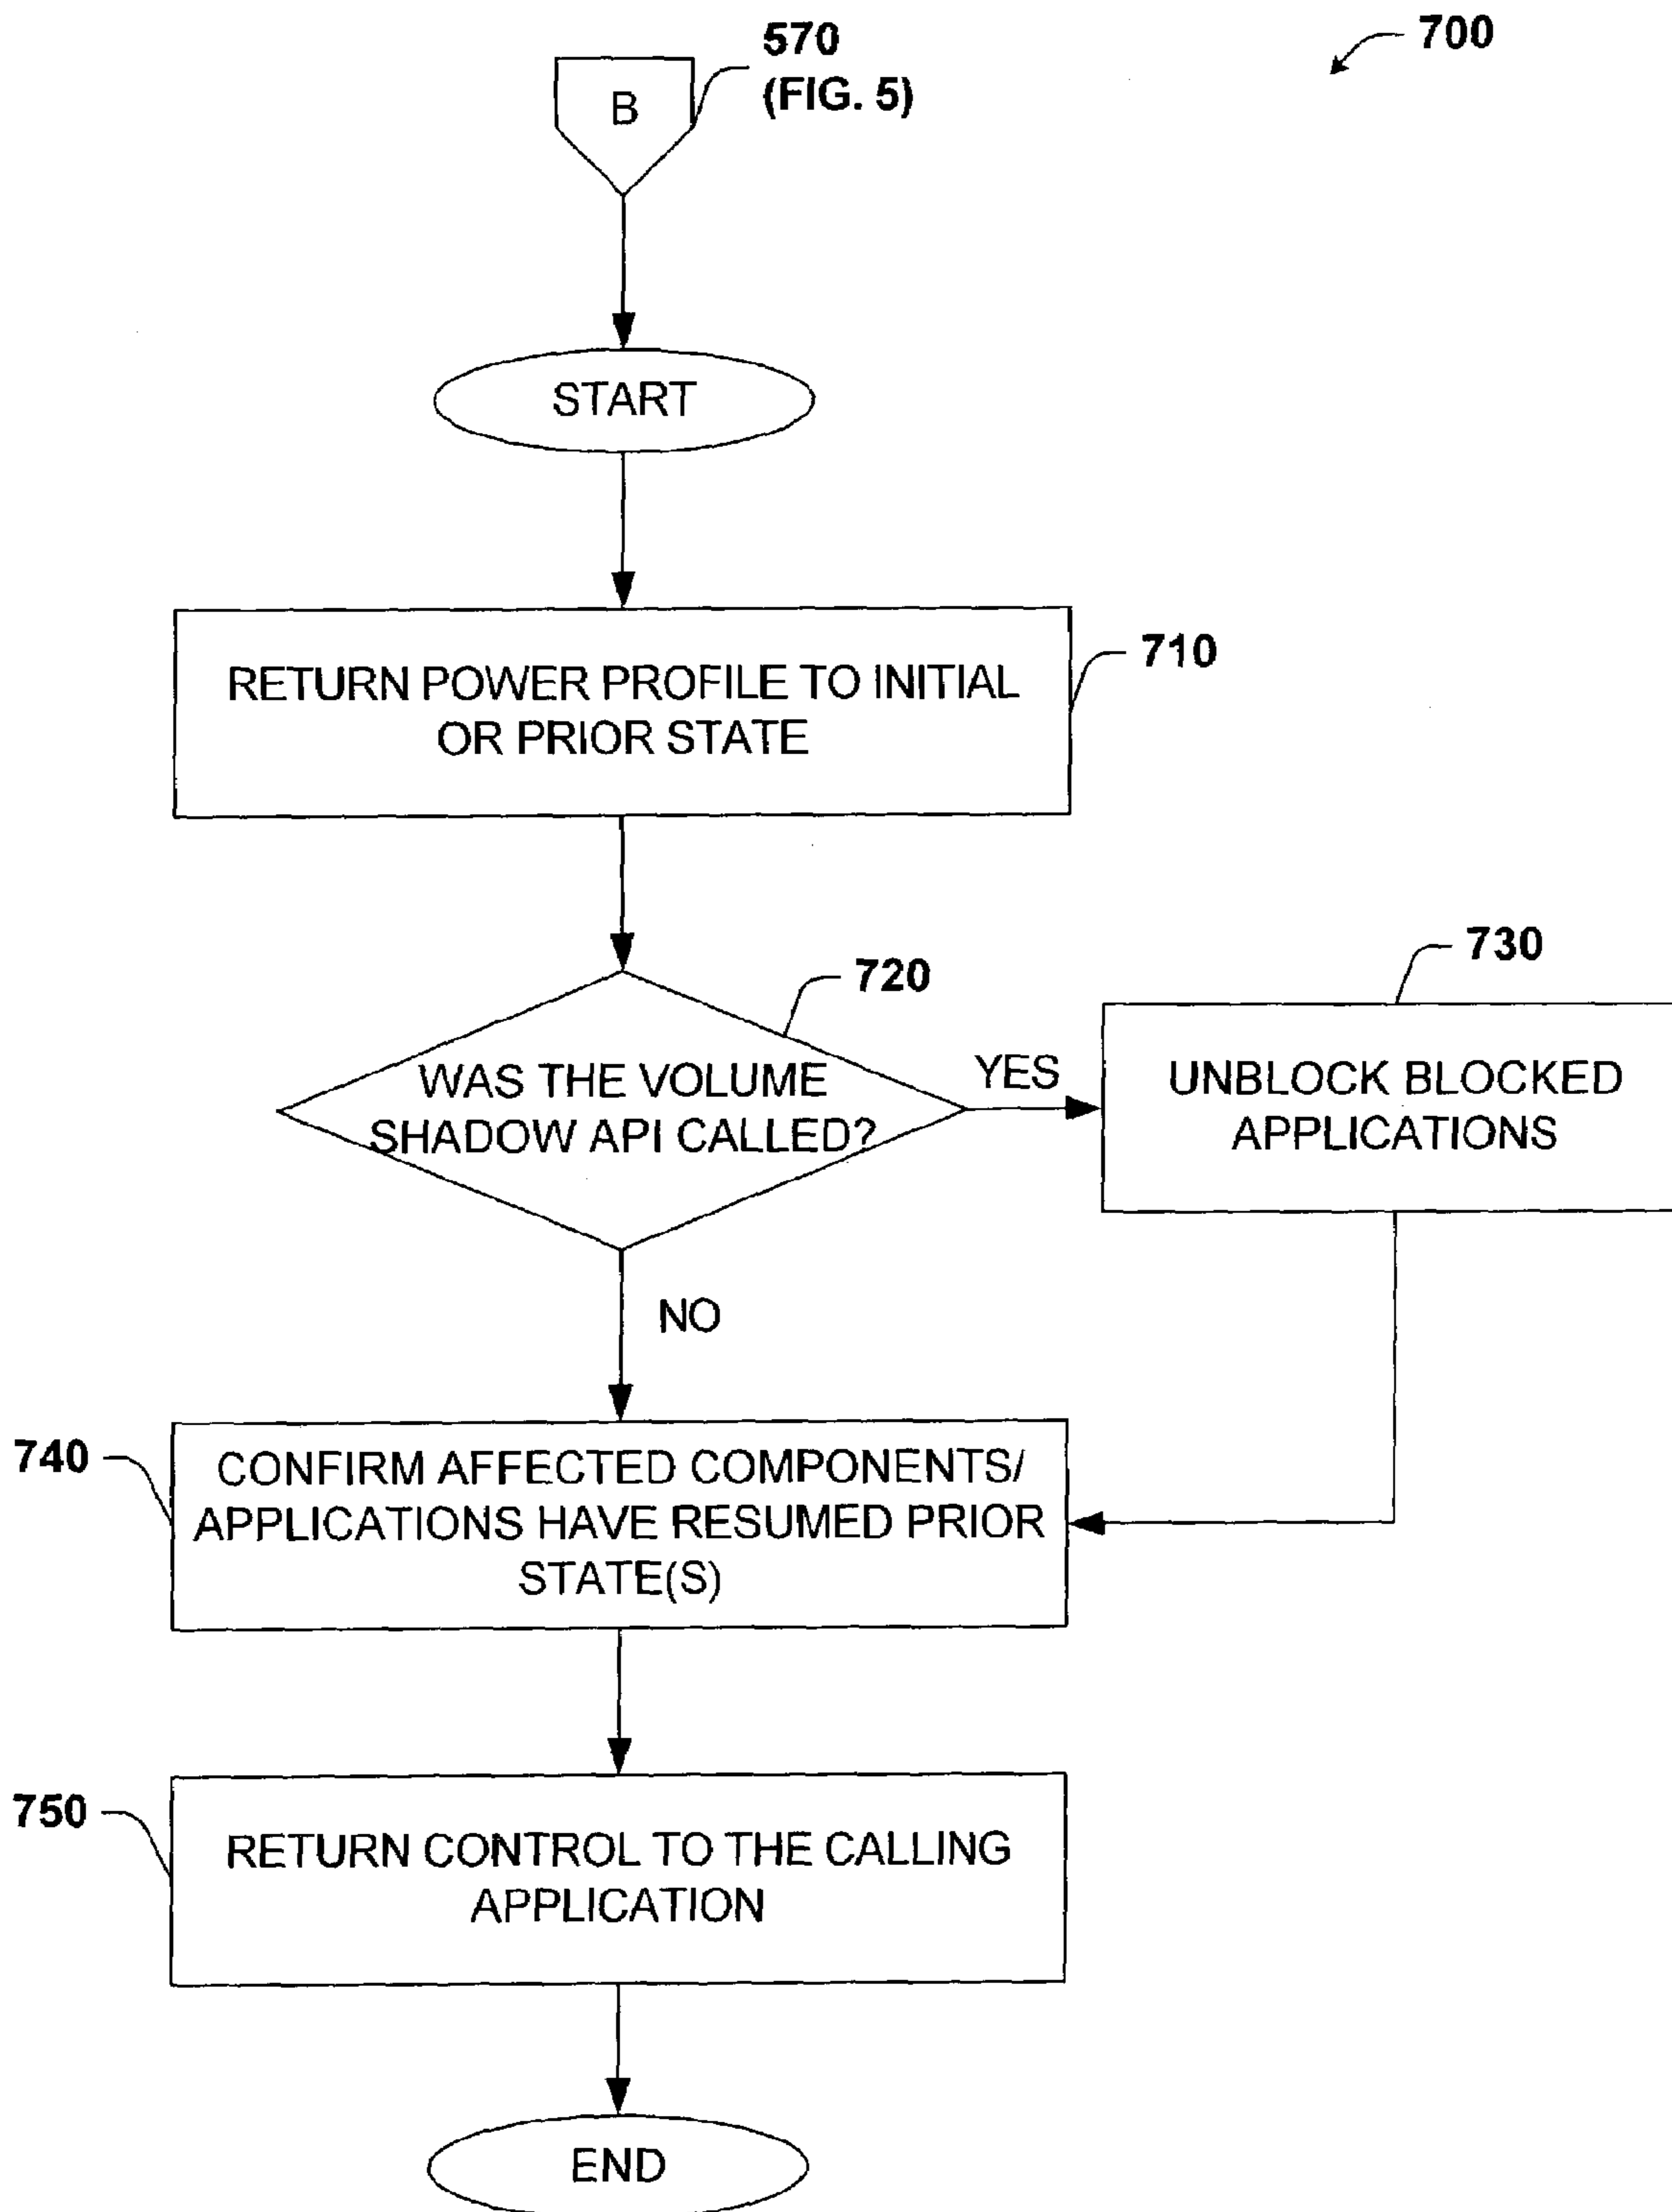 700
570
(FIG. 5)
B
START
RETURN POWER PROFILE TO INITIAL
OR PRIOR STATE
710
720
WAS THE VOLUME
SHADOW API CALLED?
YES
730
UNBLOCK BLOCKED
APPLICATIONS
NO
740
CONFIRM AFFECTED COMPONENTS/
APPLICATIONS HAVE RESUMED PRIOR
STATE(S)
750
RETURN CONTROL TO THE CALLING
APPLICATION
END